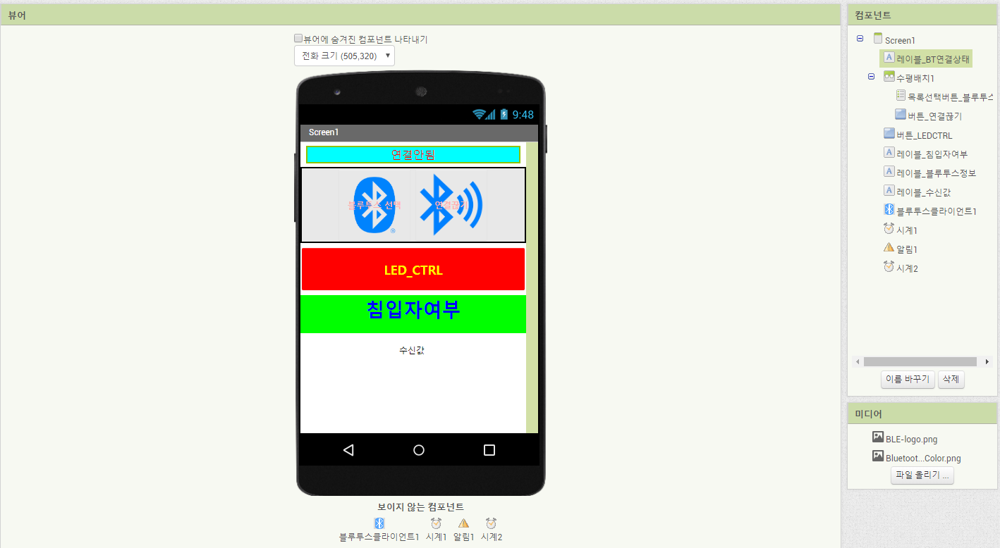 뷰어
뷰어에 숨겨진 컴포넌트 나타내기
전화 크기 (505,320)
9:48
Screen1
연결안됨
블루투스 선택
연결끊기
LED_CTRL
침입자여부
수신값
보이지 않는 컴포넌트
블루투스클라이언트1 시계1 알림1 시계2
컴포넌트
Screen1
A 레이블_BT연결상태
수평배치1
목록선택버튼_블루투스
버튼_연결끊기
버튼_LEDCTRL
A 레이블_침입자여부
A 레이블_블루투스정보
A 레이블_수신값
블루투스클라이언트1
시계1
알림1
시계2
이름 바꾸기 삭제
미디어
BLE-logo.png
Bluetoot...Color.png
파일 올리기 ...